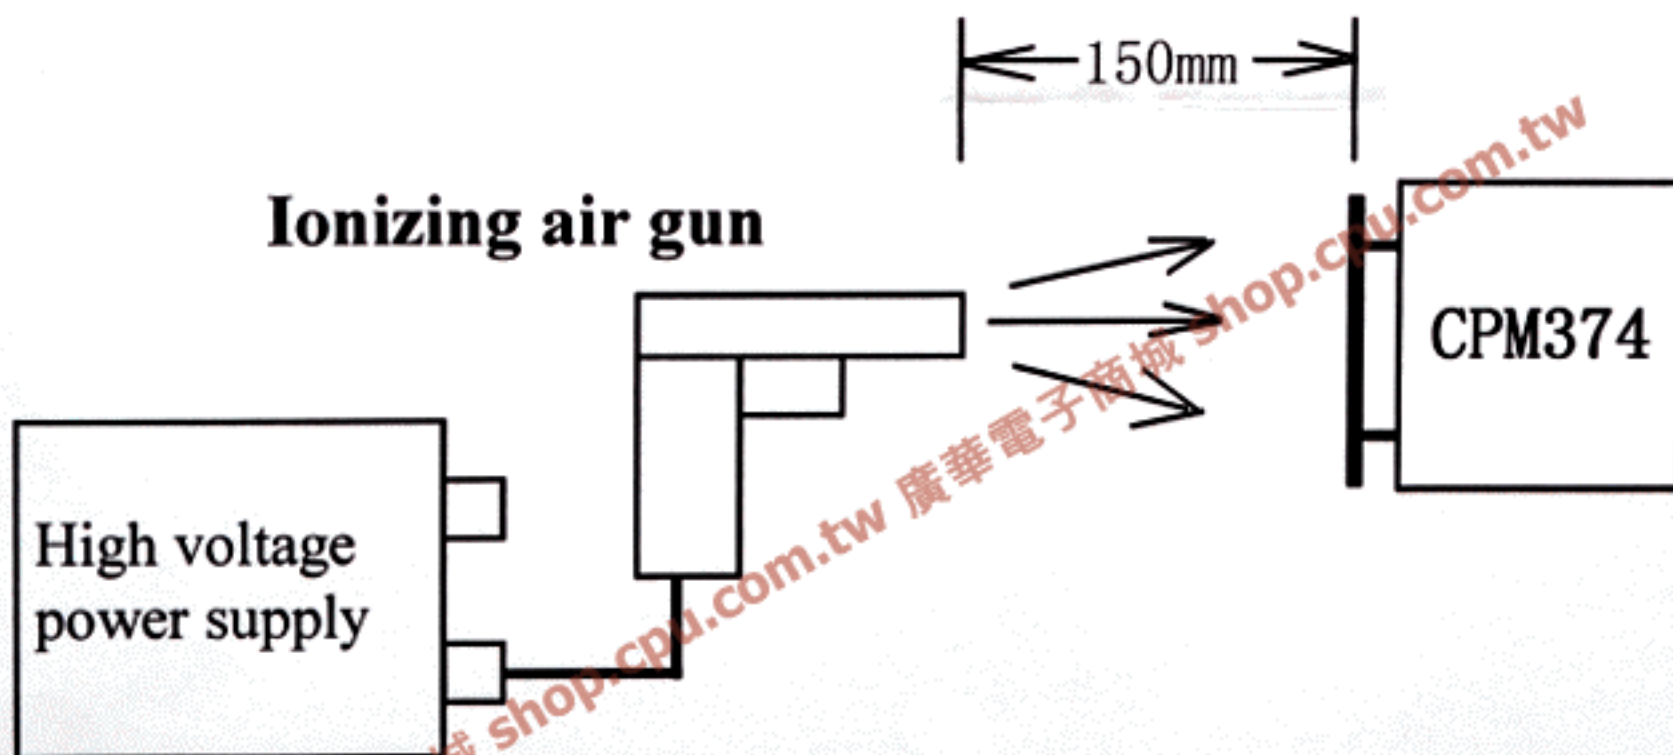 150mm
Ionizing air gun
CPM374
High voltage
power supply
城 shop.cpu.com.tw 廣華電子商城 shop.cpu.com.tw